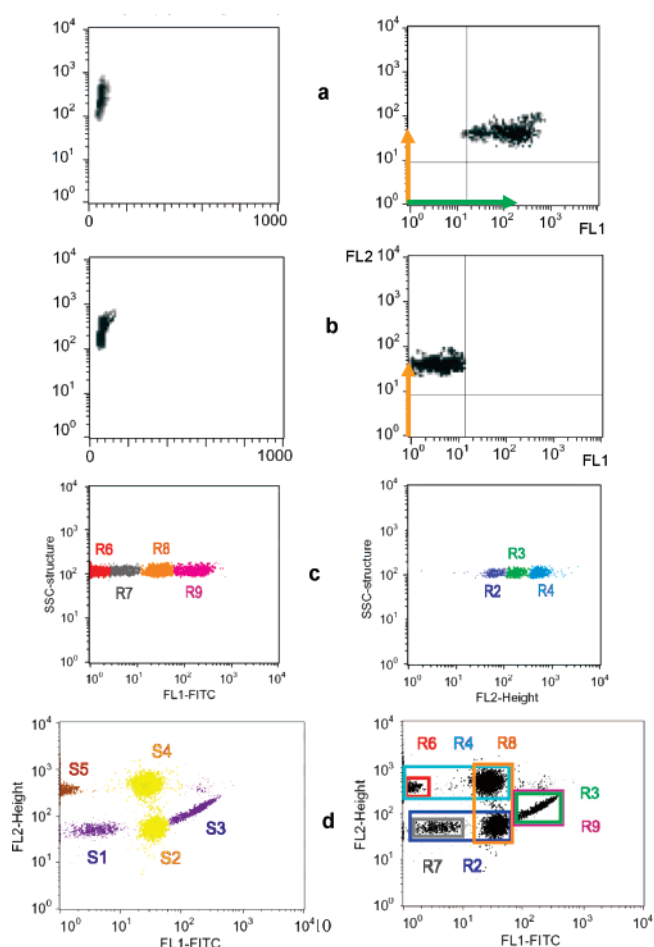 10⁴
10³
10²
10¹
10⁰
0
1000
a
10⁴
10³
10²
10¹
10⁰
10⁰ 10¹ 10² 10³
FL1
10⁴
10³
10²
10¹
10⁰
0
1000
b
FL2
10⁴
10³
10²
10¹
10⁰
10⁰ 10¹ 10² 10³
FL1
SSC-structure
10⁴
10³
10²
10¹
10⁰
R6
R8
R7
R9
10⁰ 10¹ 10² 10³ 10⁴
FL1-FITC
c
SSC-structure
10⁴
10³
10²
10¹
10⁰
R3
R2
R4
10⁰ 10¹ 10² 10³ 10⁴
FL2-Height
FL2-Height
10⁴
10³
10²
10¹
10⁰
S5
S4
S3
S1
S2
10⁰ 10¹ 10² 10³ 10⁴10
FL1-FITC
d
FL2-Height
10⁴
10³
10²
10¹
10⁰
R6 R4 R8
R3
R9
R7 R2
10⁰ 10¹ 10² 10³ 10⁴
FL1-FITC